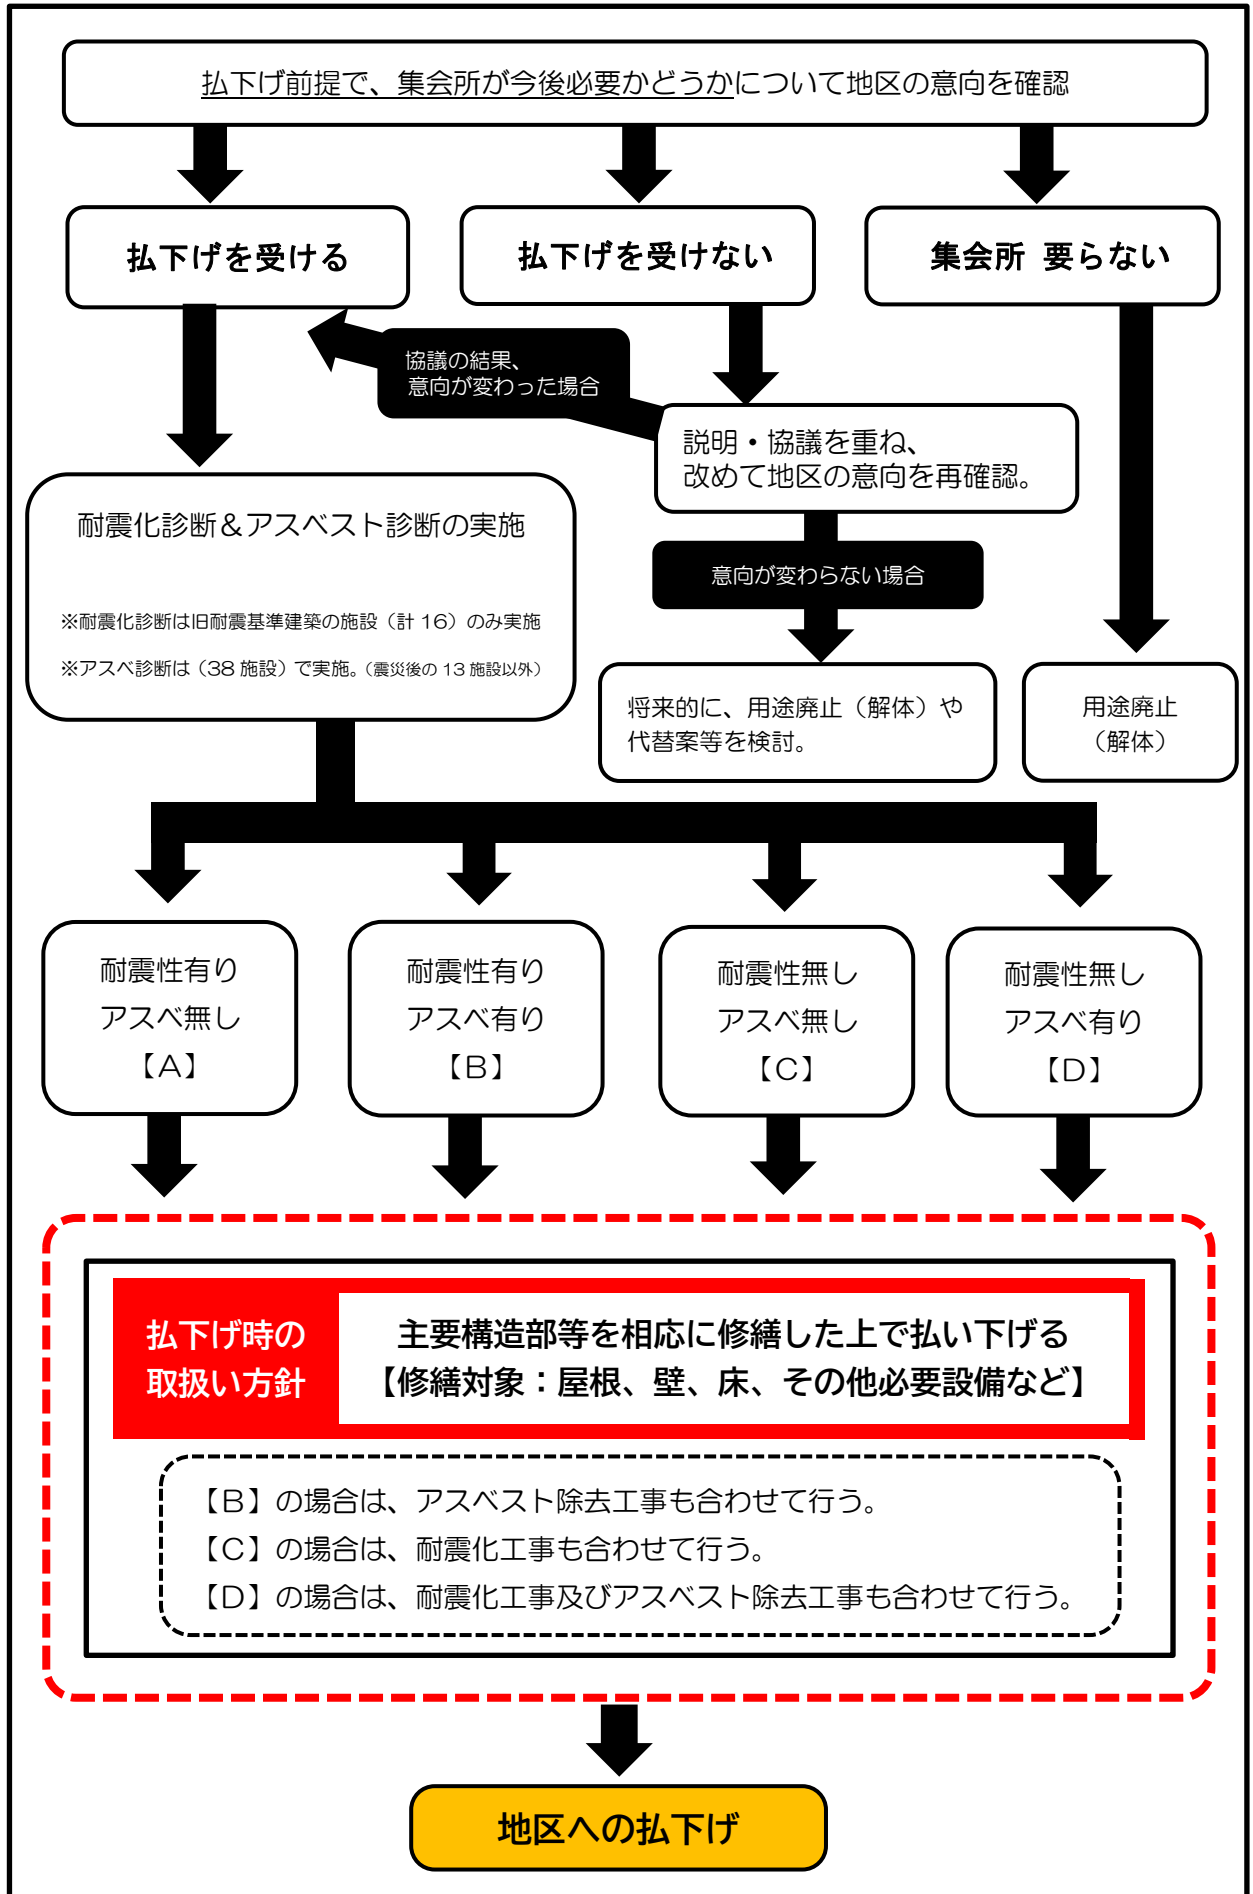 払下げ前提で、集会所が今後必要かどうかについて地区の意向を確認
払下げを受ける
払下げを受けない
集会所 要らない
協議の結果、
意向が変わった場合
説明・協議を重ね、
改めて地区の意向を再確認。
耐震化診断＆アスベスト診断の実施
※耐震化診断は旧耐震基準建築の施設（計 16）のみ実施
※アスベ診断は（38 施設）で実施。（震災後の 13 施設以外）
意向が変わらない場合
将来的に、用途廃止（解体）や
代替案等を検討。
用途廃止
（解体）
耐震性有り
アスベ無し
【A】
耐震性有り
アスベ有り
【B】
耐震性無し
アスベ無し
【C】
耐震性無し
アスベ有り
【D】
払下げ時の
取扱い方針
主要構造部等を相応に修繕した上で払い下げる
【修繕対象：屋根、壁、床、その他必要設備など】
【B】の場合は、アスベスト除去工事も合わせて行う。
【C】の場合は、耐震化工事も合わせて行う。
【D】の場合は、耐震化工事及びアスベスト除去工事も合わせて行う。
地区への払下げ